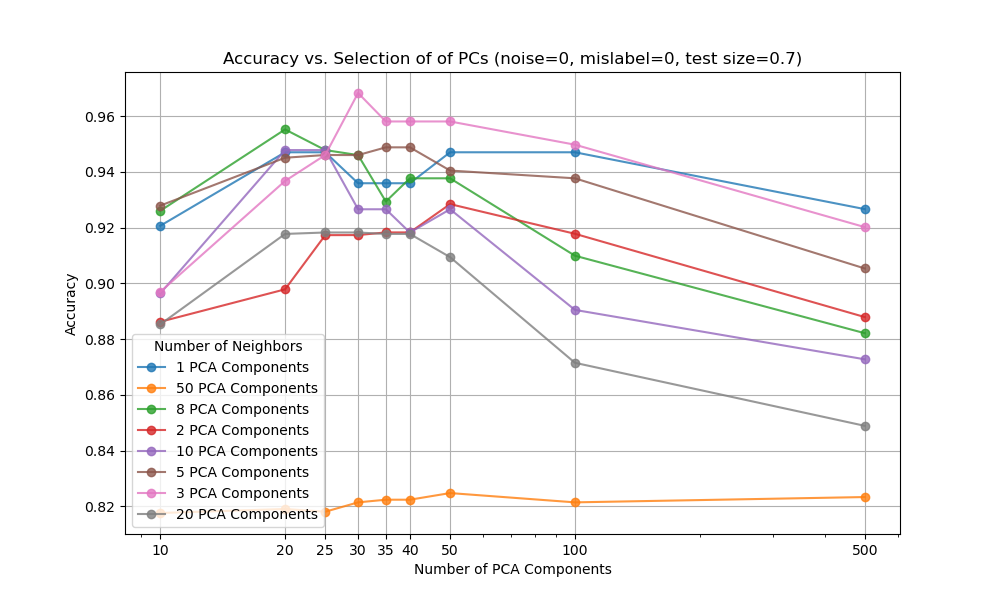 Accuracy vs. Selection of of PCs (noise=0, mislabel=0, test size=0.7)
Accuracy
0.96
0.94
0.92
0.90
0.88
0.86
0.84
0.82
Number of Neighbors
1 PCA Components
50 PCA Components
8 PCA Components
2 PCA Components
10 PCA Components
5 PCA Components
3 PCA Components
20 PCA Components
10 20 25 30 35 40 50 100 500
Number of PCA Components